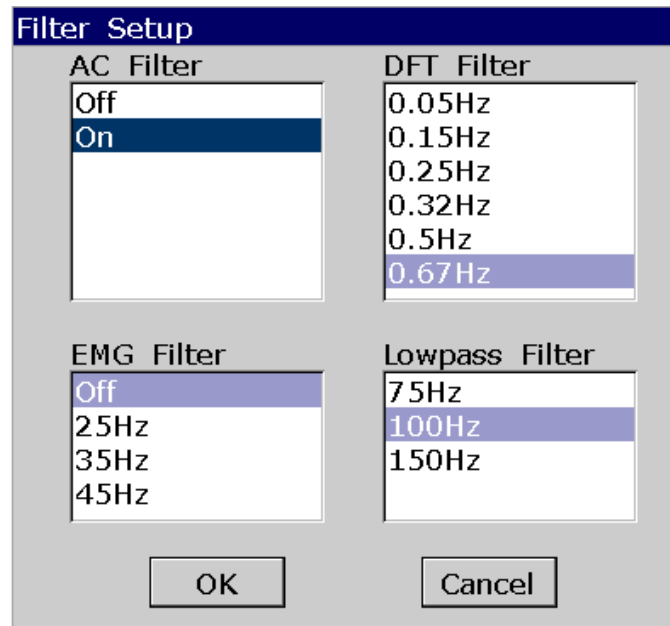 Filter Setup
AC Filter
Off
On
DFT Filter
0.05Hz
0.15Hz
0.25Hz
0.32Hz
0.5Hz
0.67Hz
EMG Filter
Off
25Hz
35Hz
45Hz
Lowpass Filter
75Hz
100Hz
150Hz
OK
Cancel